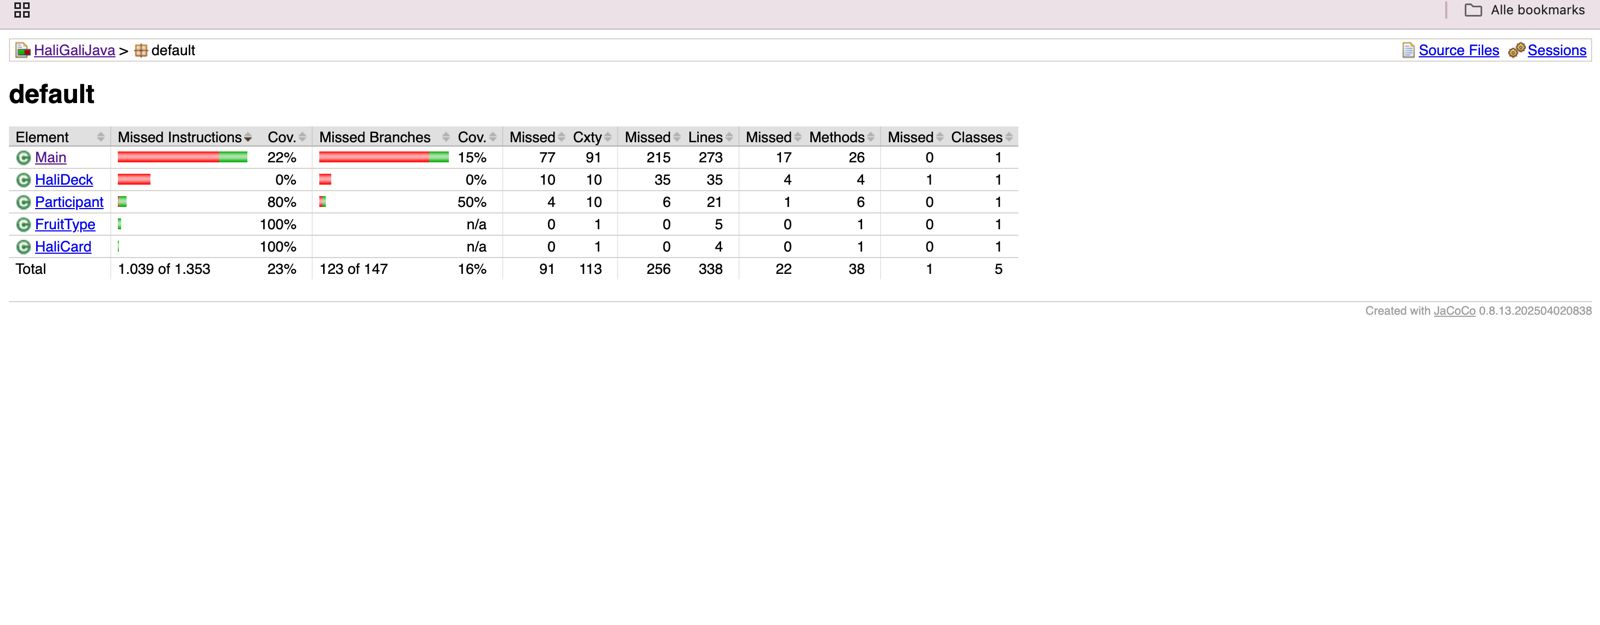 Alle bookmarks
HaliGaliJava > default Source Files Sessions
default
Element Missed Instructions Cov. Missed Branches Cov. Missed Cxty Missed Lines Missed Methods Missed Classes
Main 22% 15% 77 91 215 273 17 26 0 1
HaliDeck 0% 0% 10 10 35 35 4 4 1 1
Participant 80% 50% 4 10 6 21 1 6 0 1
FruitType 100% n/a 0 1 0 5 0 1 0 1
HaliCard 100% n/a 0 1 0 4 0 1 0 1
Total 1.039 of 1.353 23% 123 of 147 16% 91 113 256 338 22 38 1 5
Created with JaCoCo 0.8.13.202504020838